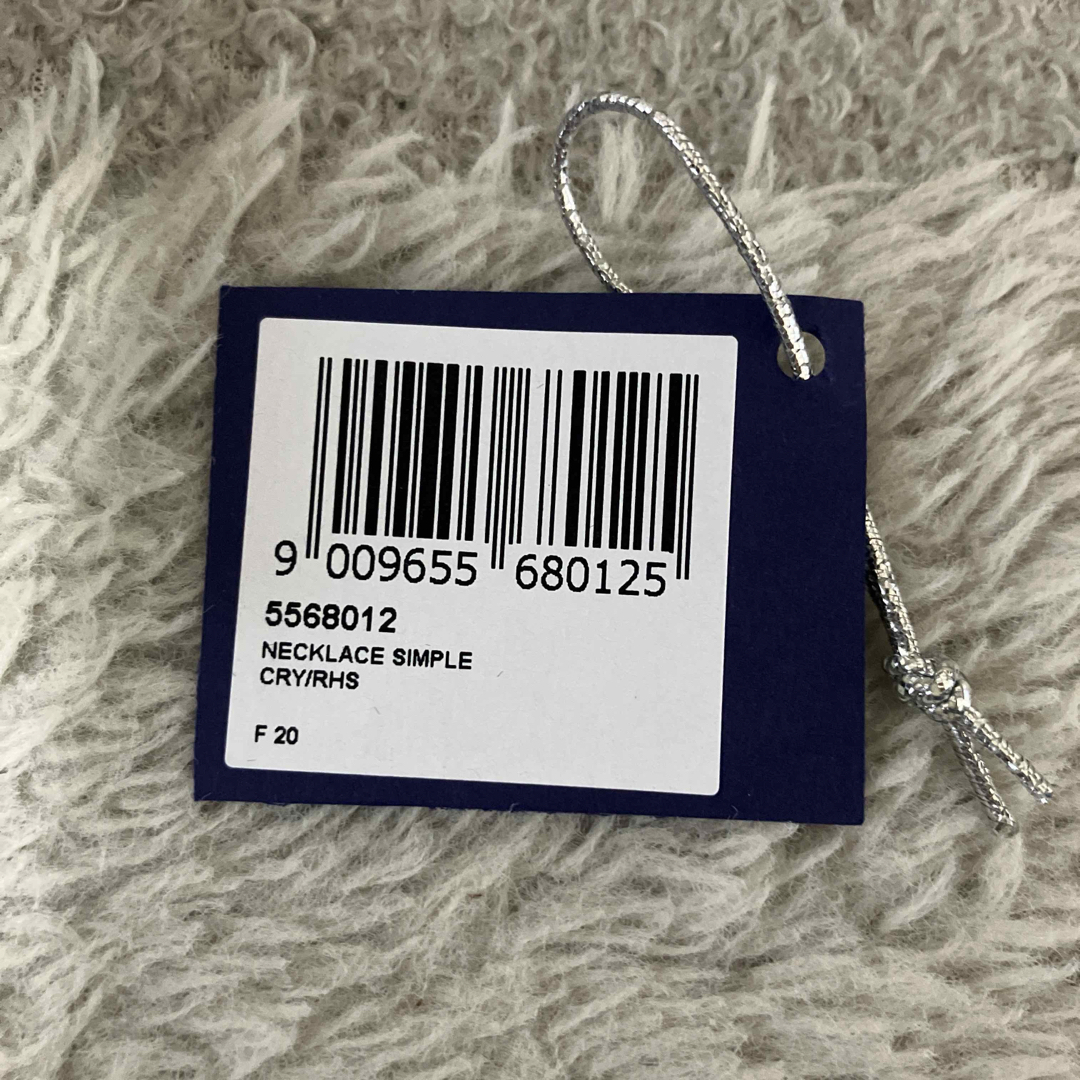 9 009655 680125
5568012
NECKLACE SIMPLE
CRY/RHS
F 20